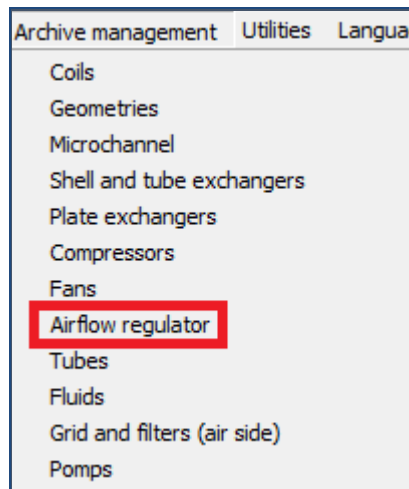 Archive management Utilities Langua
Coils
Geometries
Microchannel
Shell and tube exchangers
Plate exchangers
Compressors
Fans
Airflow regulator
Tubes
Fluids
Grid and filters (air side)
Pomps